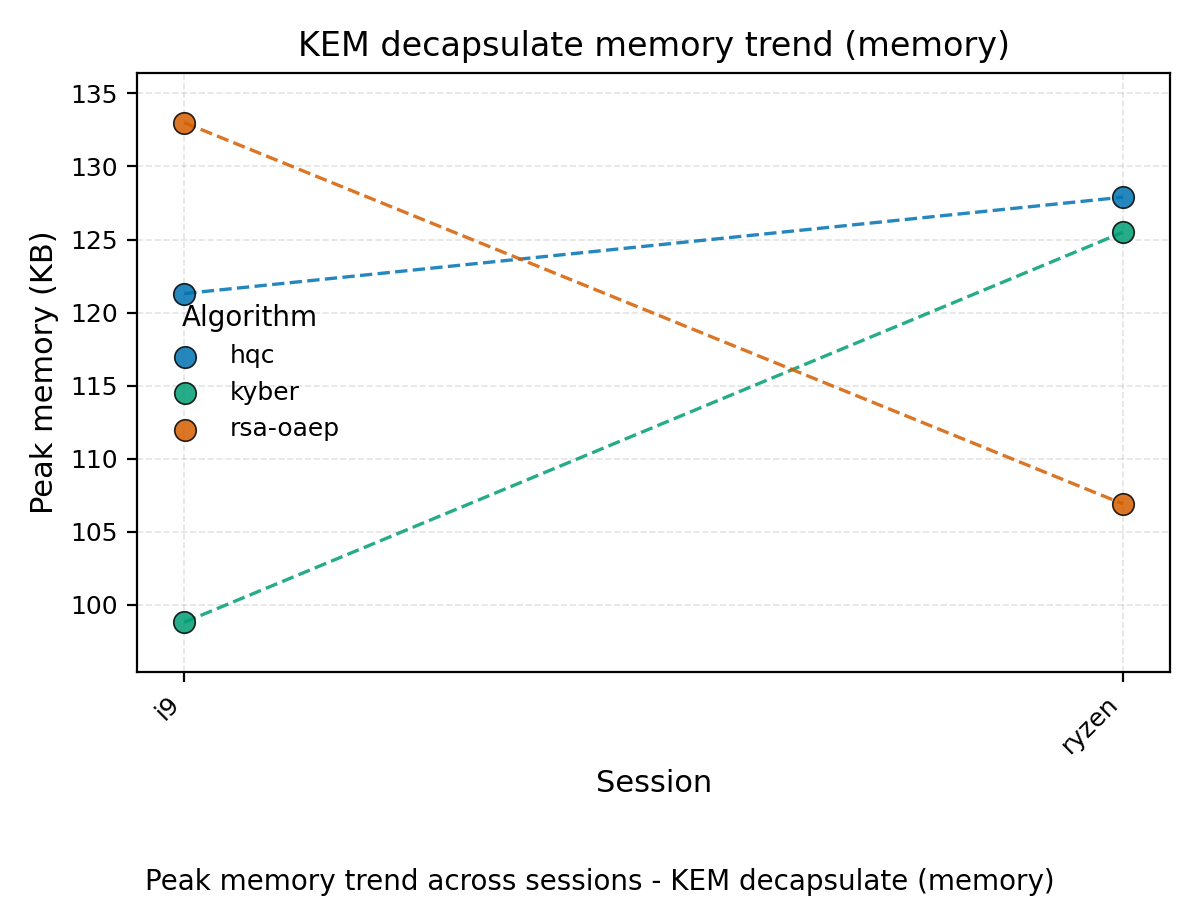 KEM decapsulate memory trend (memory)
135
130
125
120
115
110
105
100
Peak memory (KB)
Algorithm
hqc
kyber
rsa-oaep
i9
ryzen
Session
Peak memory trend across sessions - KEM decapsulate (memory)